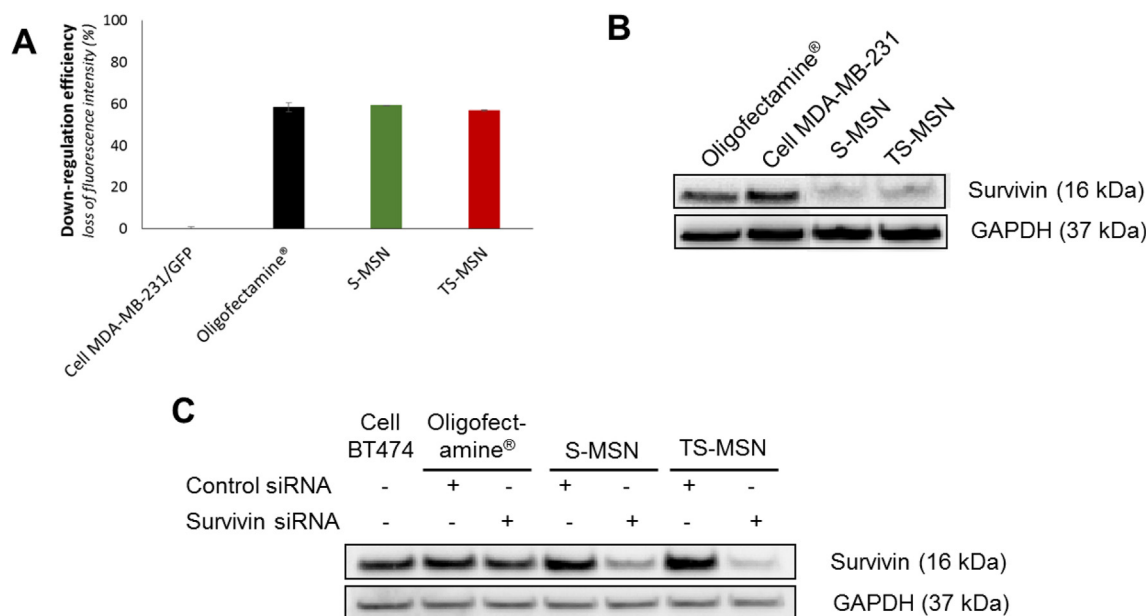 A
Down-regulation efficiency
loss of fluorescence intensity (%)
100
80
60
40
20
0
Cell MDA-MB-231/GFP
Oligofectamine®
S-MSN
TS-MSN
B
Oligofectamine®
Cell MDA-MB-231
S-MSN
TS-MSN
Survivin (16 kDa)
GAPDH (37 kDa)
C
Cell
BT474
Oligofect-
amine®
S-MSN
TS-MSN
Control siRNA - + - + - + -
Survivin siRNA - - + - + - +
Survivin (16 kDa)
GAPDH (37 kDa)